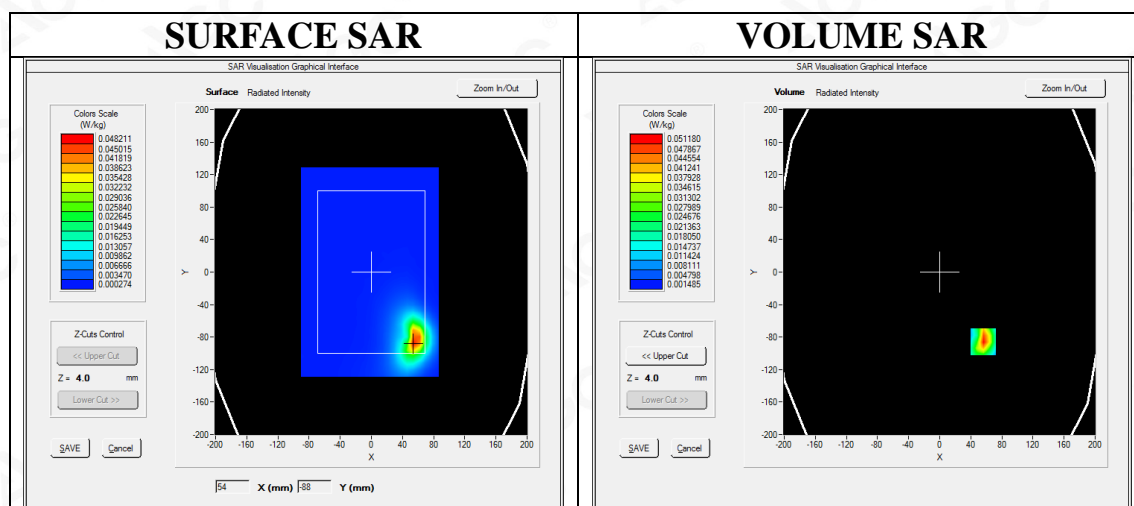 SURFACE SAR
SAR Visualisation Graphical Interface
Surface Radiated Intensity
Zoom In/Out
Colors Scale
(W/kg)
0.048211
0.045015
0.041819
0.038623
0.035428
0.032232
0.029036
0.025840
0.022645
0.019449
0.016253
0.013057
0.009862
0.006666
0.003470
0.000274
Z-Cuts Control
<< Upper Cut
Z = 4.0 mm
Lower Cut >>
SAVE Cancel
200
160
120
80
40
0
-40
-80
-120
-160
-200
Y
-200 -160 -120 -80 -40 0 40 80 120 160 200
X
54 X (mm) -88 Y (mm)
VOLUME SAR
SAR Visualisation Graphical Interface
Volume Radiated Intensity
Zoom In/Out
Colors Scale
(W/kg)
0.051180
0.047867
0.044554
0.041241
0.037928
0.034615
0.031302
0.027989
0.024676
0.021363
0.018050
0.014737
0.011424
0.008111
0.004798
0.001485
Z-Cuts Control
<< Upper Cut
Z = 4.0 mm
Lower Cut >>
SAVE Cancel
200
160
120
80
40
0
-40
-80
-120
-160
-200
Y
-200 -160 -120 -80 -40 0 40 80 120 160 200
X